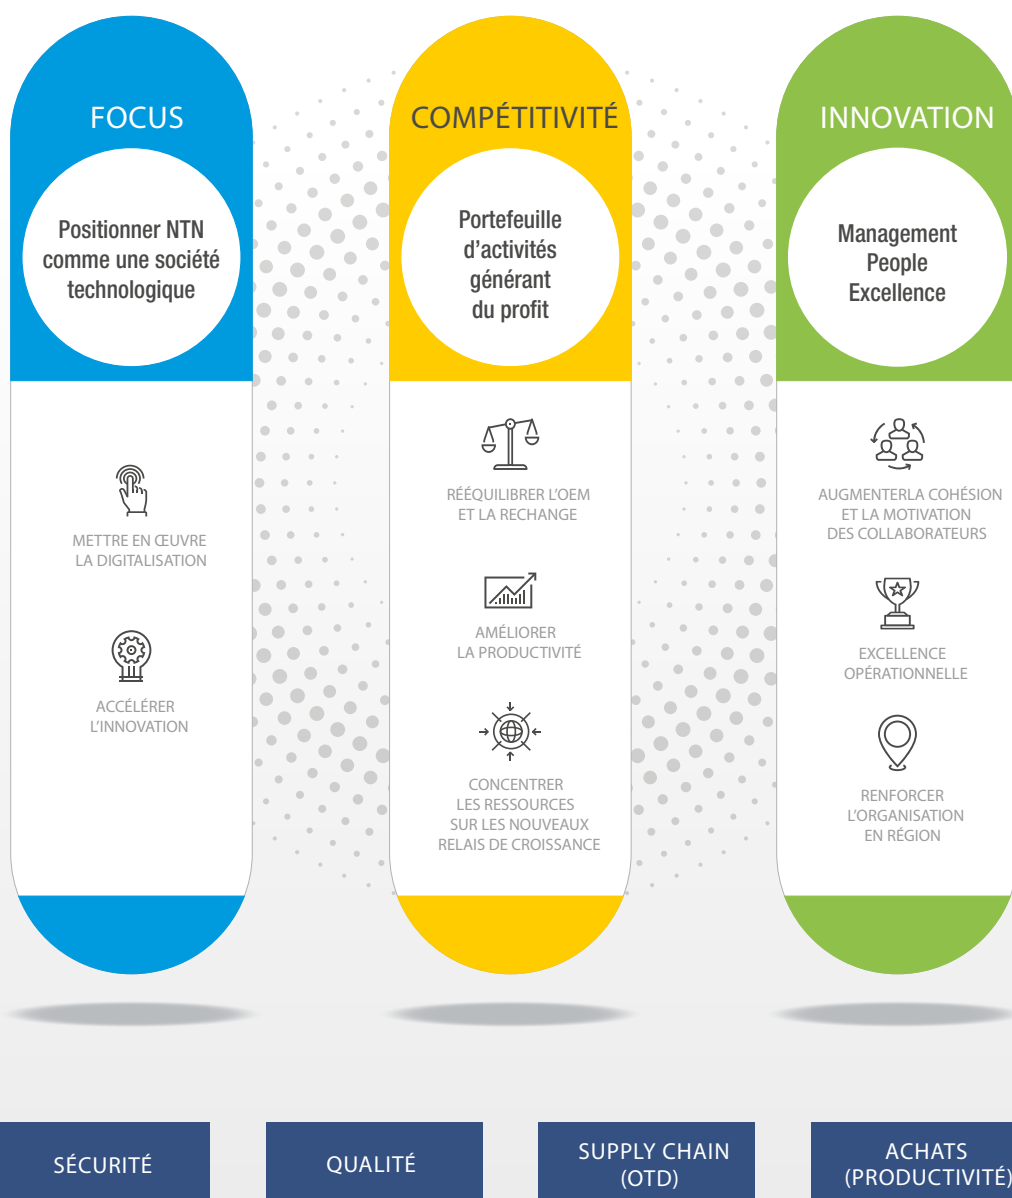 FOCUS
Positionner NTN
comme une société
technologique
METTRE EN ŒUVRE
LA DIGITALISATION
ACCÉLÉRER
L’INNOVATION
COMPÉTITIVITÉ
Portefeuille
d’activités
générant
du profit
RÉÉQUILIBRER L’OEM
ET LA RECHANGE
AMÉLIORER
LA PRODUCTIVITÉ
CONCENTRER
LES RESSOURCES
SUR LES NOUVEAUX
RELAIS DE CROISSANCE
INNOVATION
Management
People
Excellence
AUGMENTERLA COHÉSION
ET LA MOTIVATION
DES COLLABORATEURS
EXCELLENCE
OPÉRATIONNELLE
RENFORCER
L’ORGANISATION
EN RÉGION
SÉCURITÉ
QUALITÉ
SUPPLY CHAIN
(OTD)
ACHATS
(PRODUCTIVITÉ)